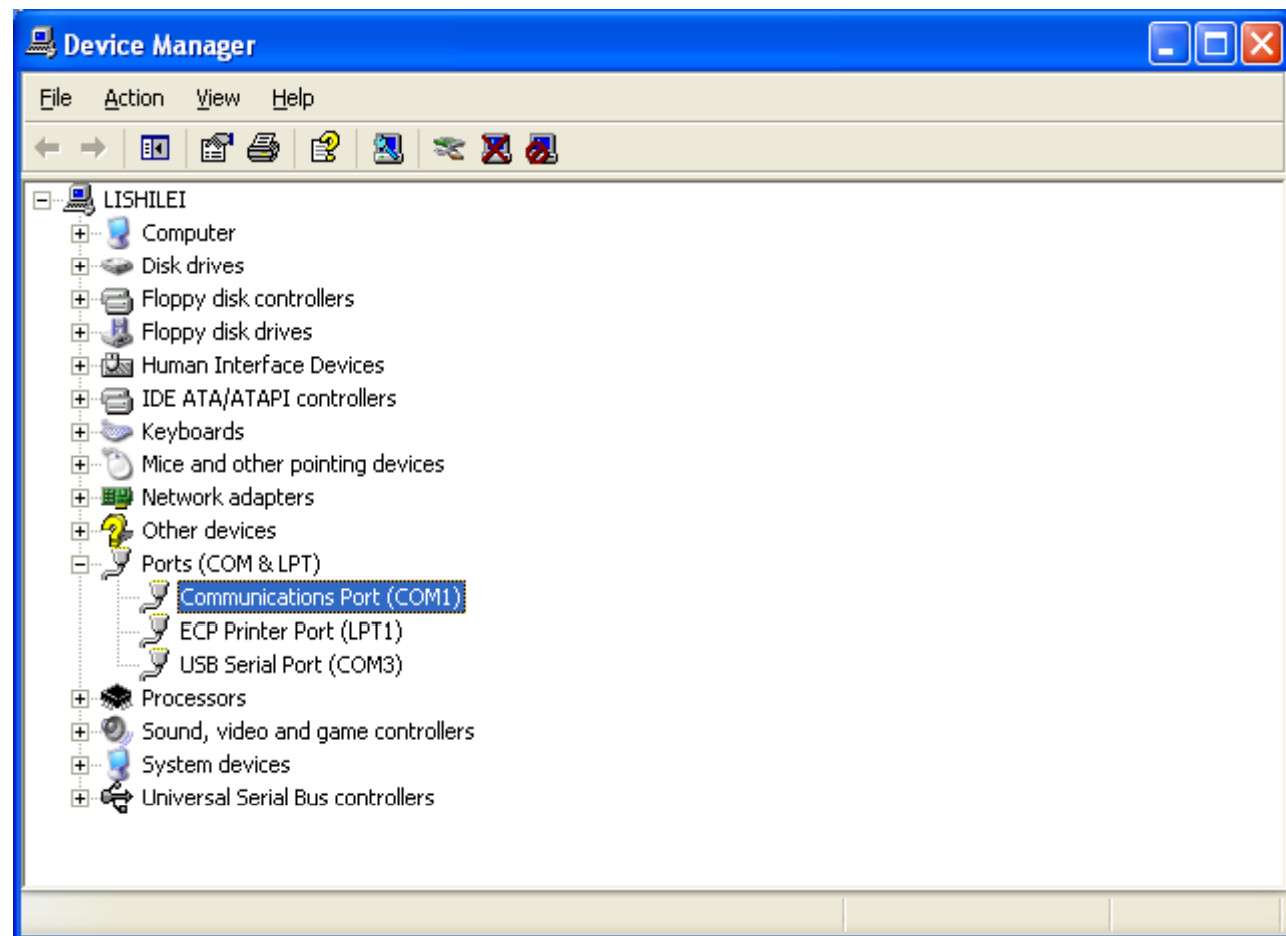 Device Manager
File Action View Help
LISHILEI
Computer
Disk drives
Floppy disk controllers
Floppy disk drives
Human Interface Devices
IDE ATA/ATAPI controllers
Keyboards
Mice and other pointing devices
Network adapters
Other devices
Ports (COM & LPT)
Communications Port (COM1)
ECP Printer Port (LPT1)
USB Serial Port (COM3)
Processors
Sound, video and game controllers
System devices
Universal Serial Bus controllers